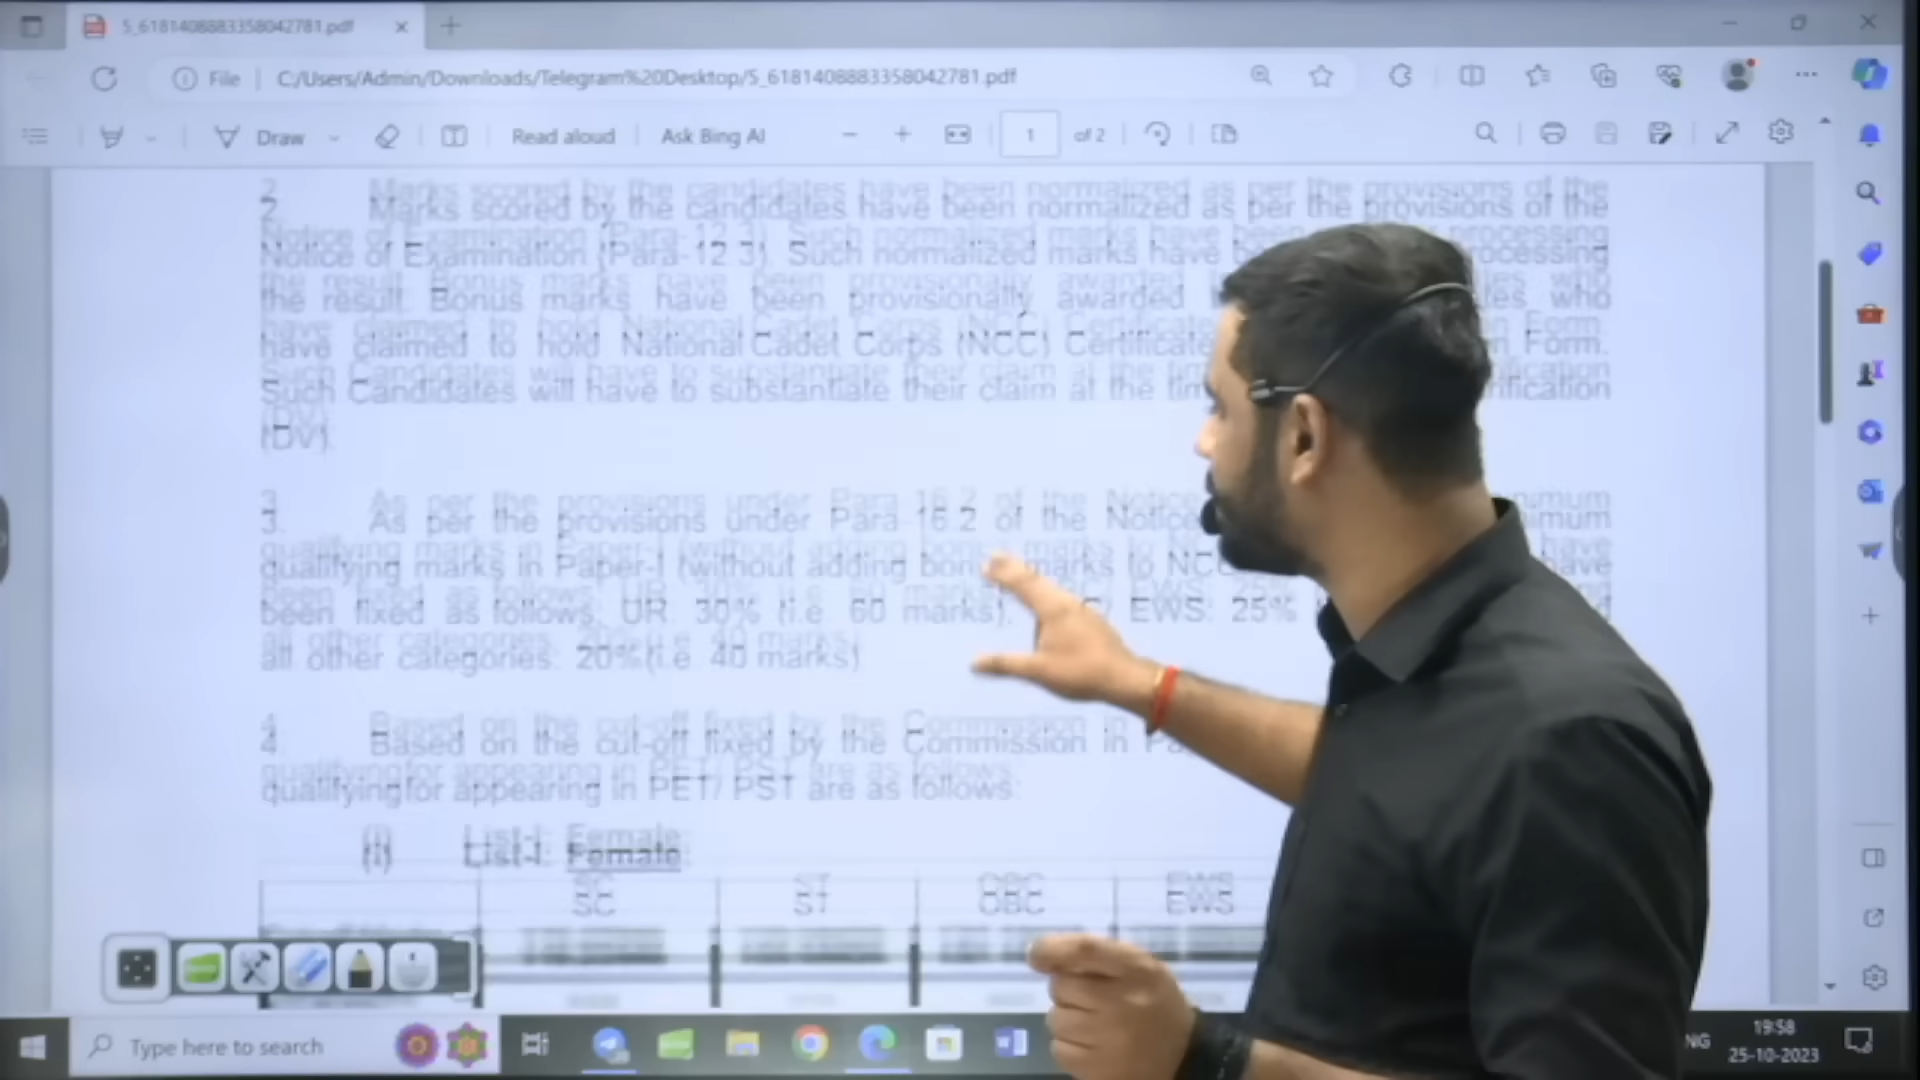 5_6181408883358042781.pdf
File
C:/Users/Admin/Downloads/Telegram%20Desktop/5_6181408883358042781.pdf
Draw
Read aloud
Ask Bing AI
1
of 2
2. Marks scored by the candidates have been normalized as per the provisions of the
Notice of Examination (Para-12.3). Such normalized marks have processing
the result. Bonus marks have been provisionally awarded who
have claimed to hold National Cadet Corps (NCC) Certificate Form.
Such Candidates will have to substantiate their claim at the
(DV).
3. As per the provisions under Para-16.2 of the Notice
qualifying marks in Paper-I (without adding bonus marks to have
been fixed as follows: UR: 30% (i.e. 60 marks), EWS: 25%
all other categories: 20% (i.e. 40 marks)
4. Based on the cut-off fixed by the Commission in
qualifying for appearing in PET/ PST are as follows:
(i) List-I: Female:
SC ST OBC EWS
Type here to search
19:58
25-10-2023